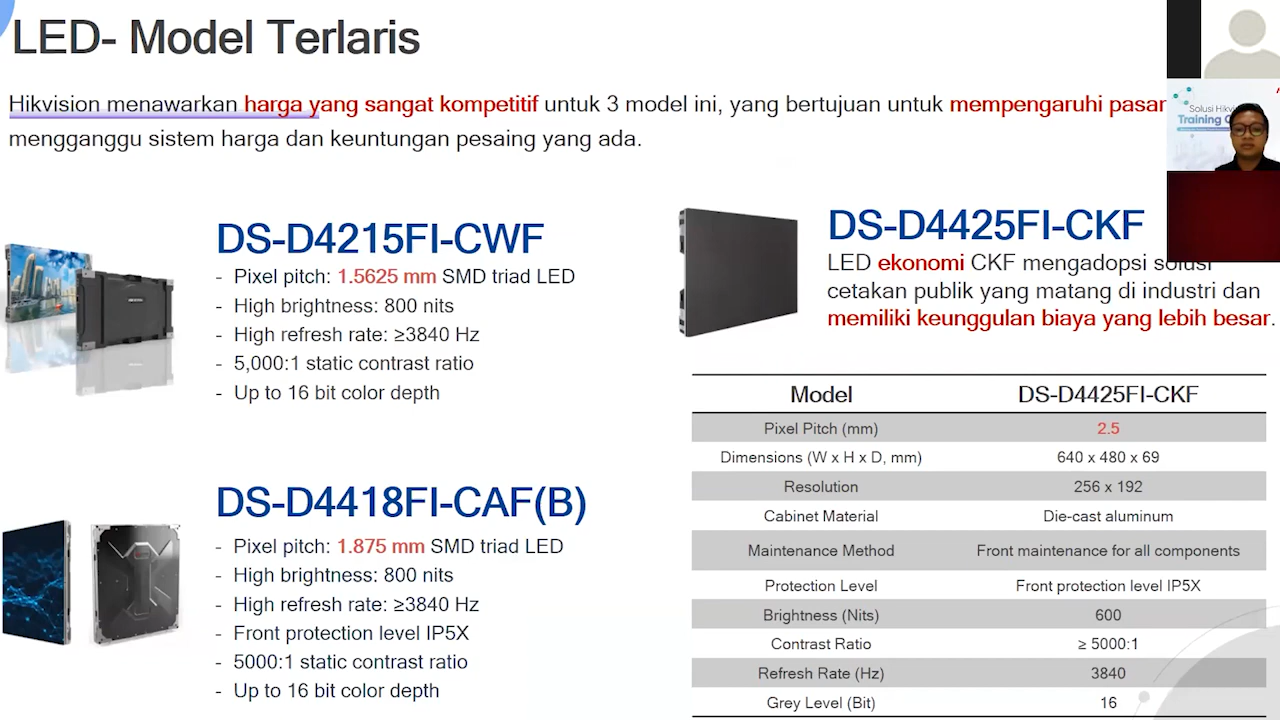 LED- Model Terlaris
Hikvision menawarkan harga yang sangat kompetitif untuk 3 model ini, yang bertujuan untuk mempengaruhi pasar
mengganggu sistem harga dan keuntungan pesaing yang ada.
Solusi
Training
DS-D4215FI-CWF
- Pixel pitch: 1.5625 mm SMD triad LED
- High brightness: 800 nits
- High refresh rate: ≥3840 Hz
- 5,000:1 static contrast ratio
- Up to 16 bit color depth
DS-D4418FI-CAF(B)
- Pixel pitch: 1.875 mm SMD triad LED
- High brightness: 800 nits
- High refresh rate: ≥3840 Hz
- Front protection level IP5X
- 5000:1 static contrast ratio
- Up to 16 bit color depth
DS-D4425FI-CKF
LED ekonomi CKF mengadopsi solusi
cetakan publik yang matang di industri dan
memiliki keunggulan biaya yang lebih besar.
Model DS-D4425FI-CKF
Pixel Pitch (mm) 2.5
Dimensions (W x H x D, mm) 640 x 480 x 69
Resolution 256 x 192
Cabinet Material Die-cast aluminum
Maintenance Method Front maintenance for all components
Protection Level Front protection level IP5X
Brightness (Nits) 600
Contrast Ratio ≥ 5000:1
Refresh Rate (Hz) 3840
Grey Level (Bit) 16